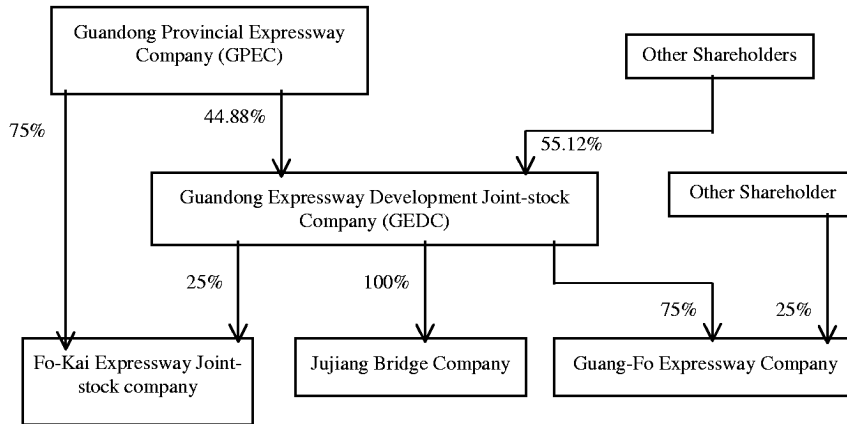 Guandong Provincial Expressway
Company (GPEC)
Other Shareholders
75%
44.88%
55.12%
Guandong Expressway Development Joint-stock
Company (GEDC)
Other Shareholder
25%
100%
75%
25%
Fo-Kai Expressway Joint-
stock company
Jujiang Bridge Company
Guang-Fo Expressway Company